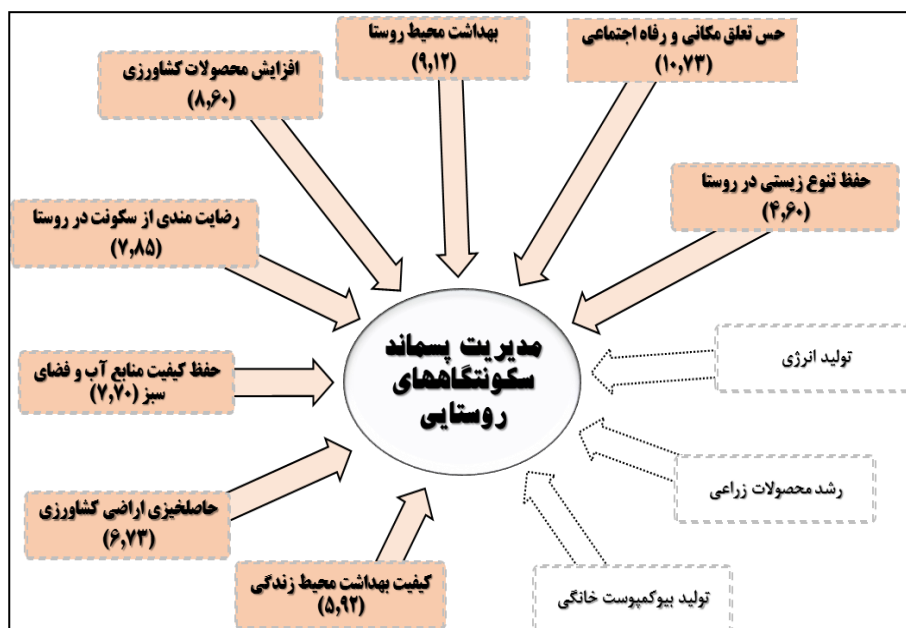 حس تعلق مکانی و رفاه اجتماعی
(۱۰,۷۳)
بهداشت محیط روستا
(۹,۱۲)
افزایش محصولات کشاورزی
(۸,۶۰)
حفظ تنوع زیستی در روستا
(۴,۶۰)
رضایت مندی از سکونت در روستا
(۷,۸۵)
مدیریت پسماند
سکونتگاههای
روستایی
تولید انرژی
حفظ کیفیت منابع آب و فضای
سبز (۷,۷۰)
رشد محصولات زراعی
حاصلخیزی اراضی کشاورزی
(۶,۷۳)
کیفیت بهداشت محیط زندگی
(۵,۹۲)
تولید بیوکمپوست خانگی